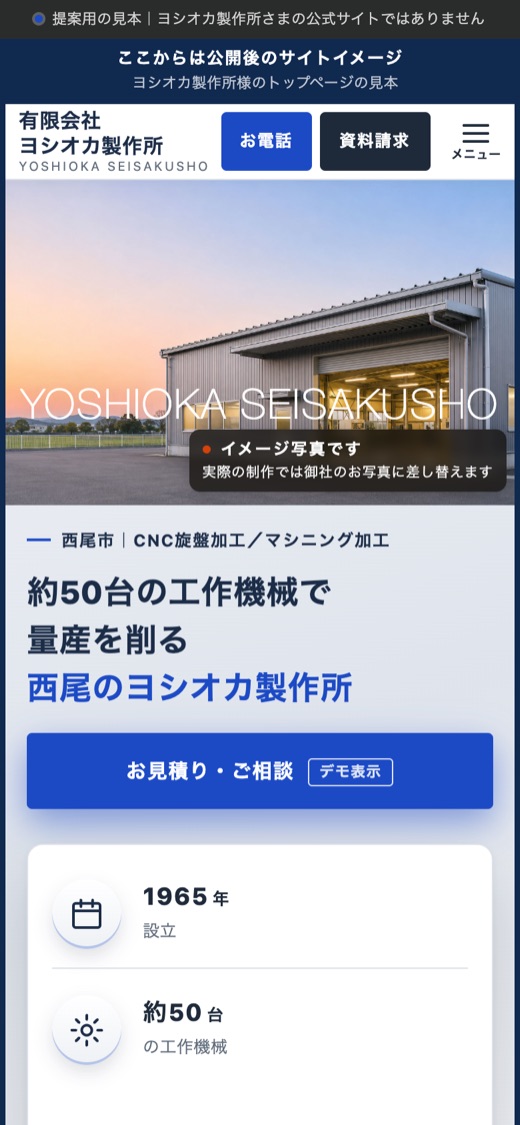 提案用の見本｜ヨシオカ製作所さまの公式サイトではありません
ここからは公開後のサイトイメージ
ヨシオカ製作所様のトップページの見本
有限会社
ヨシオカ製作所
YOSHIOKA SEISAKUSHO
お電話
資料請求
メニュー
YOSHIOKA SEISAKUSHO
イメージ写真です
実際の制作では御社のお写真に差し替えます
西尾市｜CNC旋盤加工／マシニング加工
約50台の工作機械で
量産を削る
西尾のヨシオカ製作所
お見積り・ご相談 デモ表示
1965年
設立
約50台
の工作機械